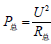 P总 = U² / R总